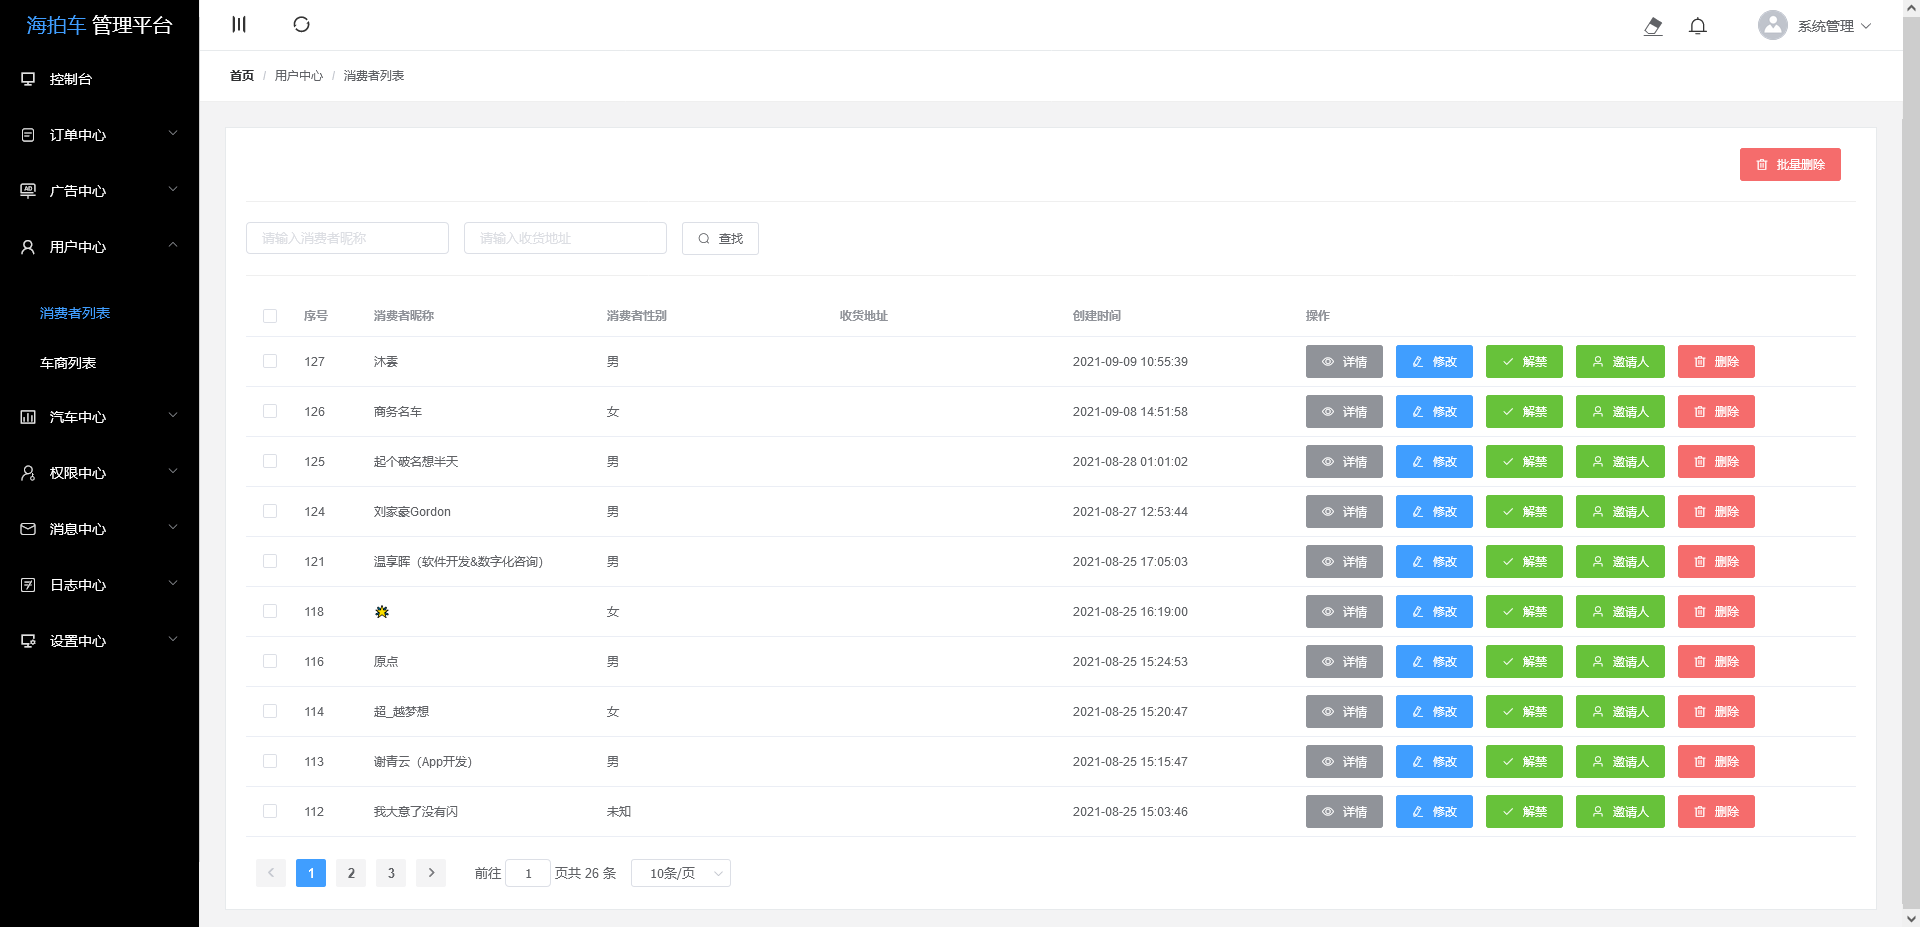 海拍车 管理平台
系统管理
控制台
订单中心
广告中心
用户中心
消费者列表
车商列表
汽车中心
权限中心
消息中心
日志中心
设置中心
首页 / 用户中心 / 消费者列表
批量删除
请输入消费者昵称 请输入收货地址 查找
序号 消费者昵称 消费者性别 收货地址 创建时间 操作
127 沐雲 男 2021-09-09 10:55:39 详情 修改 解禁 邀请人 删除
126 商务名车 女 2021-09-08 14:51:58 详情 修改 解禁 邀请人 删除
125 起个破名想半天 男 2021-08-28 01:01:02 详情 修改 解禁 邀请人 删除
124 刘家豪Gordon 男 2021-08-27 12:53:44 详情 修改 解禁 邀请人 删除
121 温享晖（软件开发&数字化咨询） 男 2021-08-25 17:05:03 详情 修改 解禁 邀请人 删除
118 女 2021-08-25 16:19:00 详情 修改 解禁 邀请人 删除
116 原点 男 2021-08-25 15:24:53 详情 修改 解禁 邀请人 删除
114 超_越梦想 女 2021-08-25 15:20:47 详情 修改 解禁 邀请人 删除
113 谢青云（App开发） 男 2021-08-25 15:15:47 详情 修改 解禁 邀请人 删除
112 我大意了没有闪 未知 2021-08-25 15:03:46 详情 修改 解禁 邀请人 删除
1 2 3 前往 1 页共 26 条 10条/页